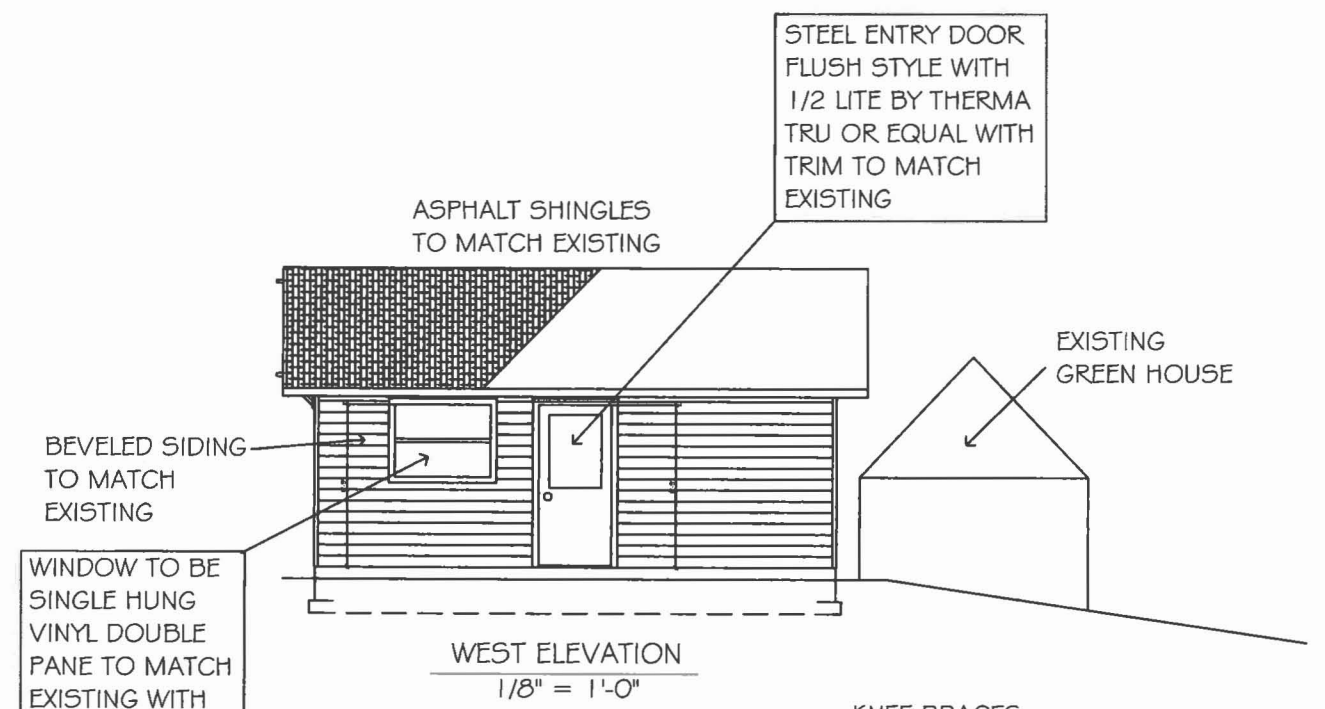 STEEL ENTRY DOOR
FLUSH STYLE WITH
1/2 LITE BY THERMA
TRU OR EQUAL WITH
TRIM TO MATCH
EXISTING
ASPHALT SHINGLES
TO MATCH EXISTING
EXISTING
GREEN HOUSE
BEVELED SIDING
TO MATCH
EXISTING
WINDOW TO BE
SINGLE HUNG
VINYL DOUBLE
PANE TO MATCH
EXISTING WITH
WEST ELEVATION
1/8" = 1'-0"
KNEE BRACES